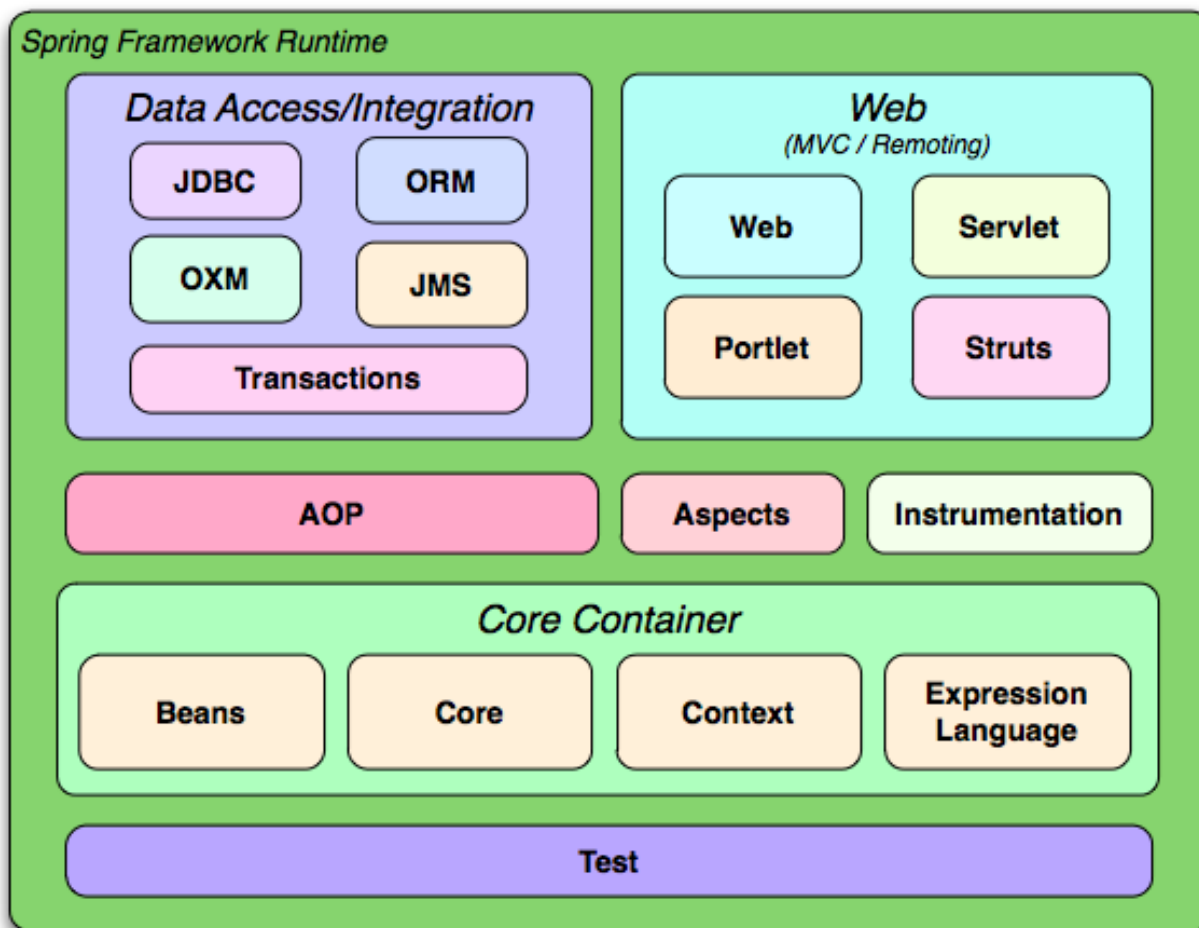 Spring Framework Runtime
Data Access/Integration
JDBC
ORM
OXM
JMS
Transactions
Web
(MVC / Remoting)
Web
Servlet
Portlet
Struts
AOP
Aspects
Instrumentation
Core Container
Beans
Core
Context
Expression
Language
Test